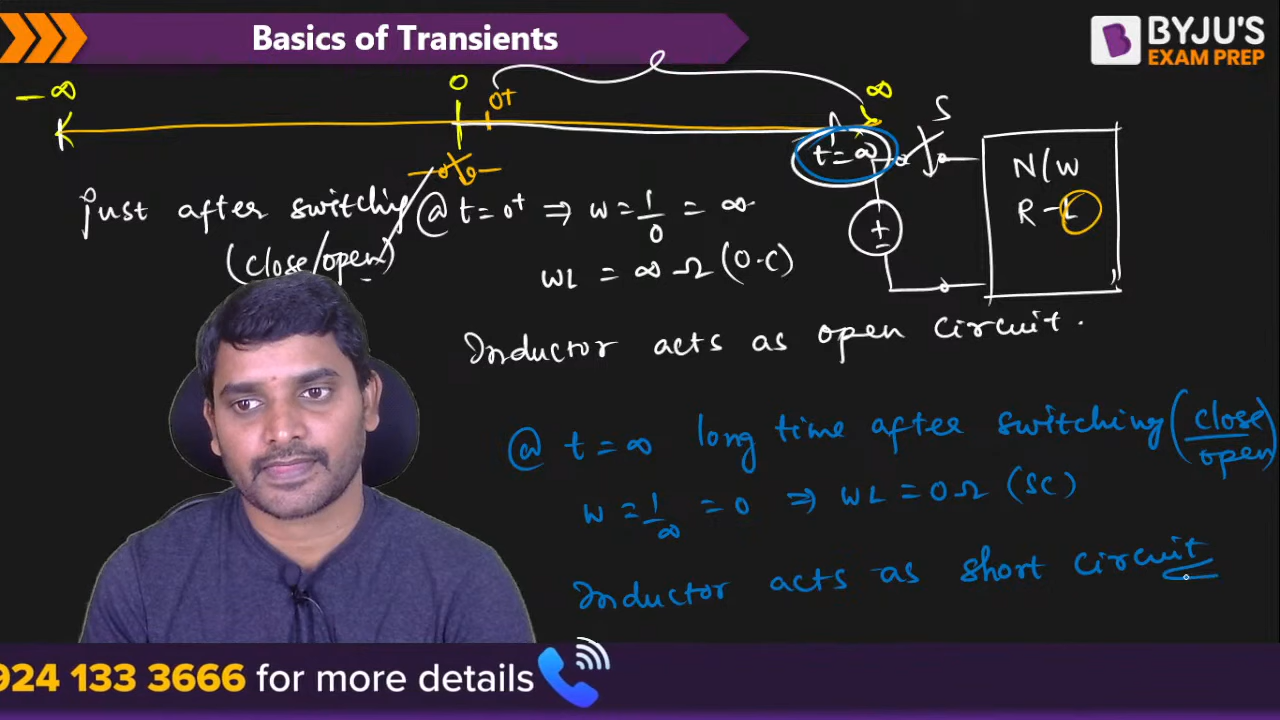 Basics of Transients
BYJU'S
EXAM PREP
- ∞
0
0+
∞
S
t = ∞
N/W
R - L
just after switching @ t = 0+ ⇒ w = 1/0 = ∞
(close/open)
WL = ∞ Ω (O.C)
Inductor acts as open circuit.
@ t = ∞ long time after switching (close/open)
w = 1/∞ = 0 ⇒ WL = 0 Ω (SC)
Inductor acts as short circuit
924 133 3666 for more details